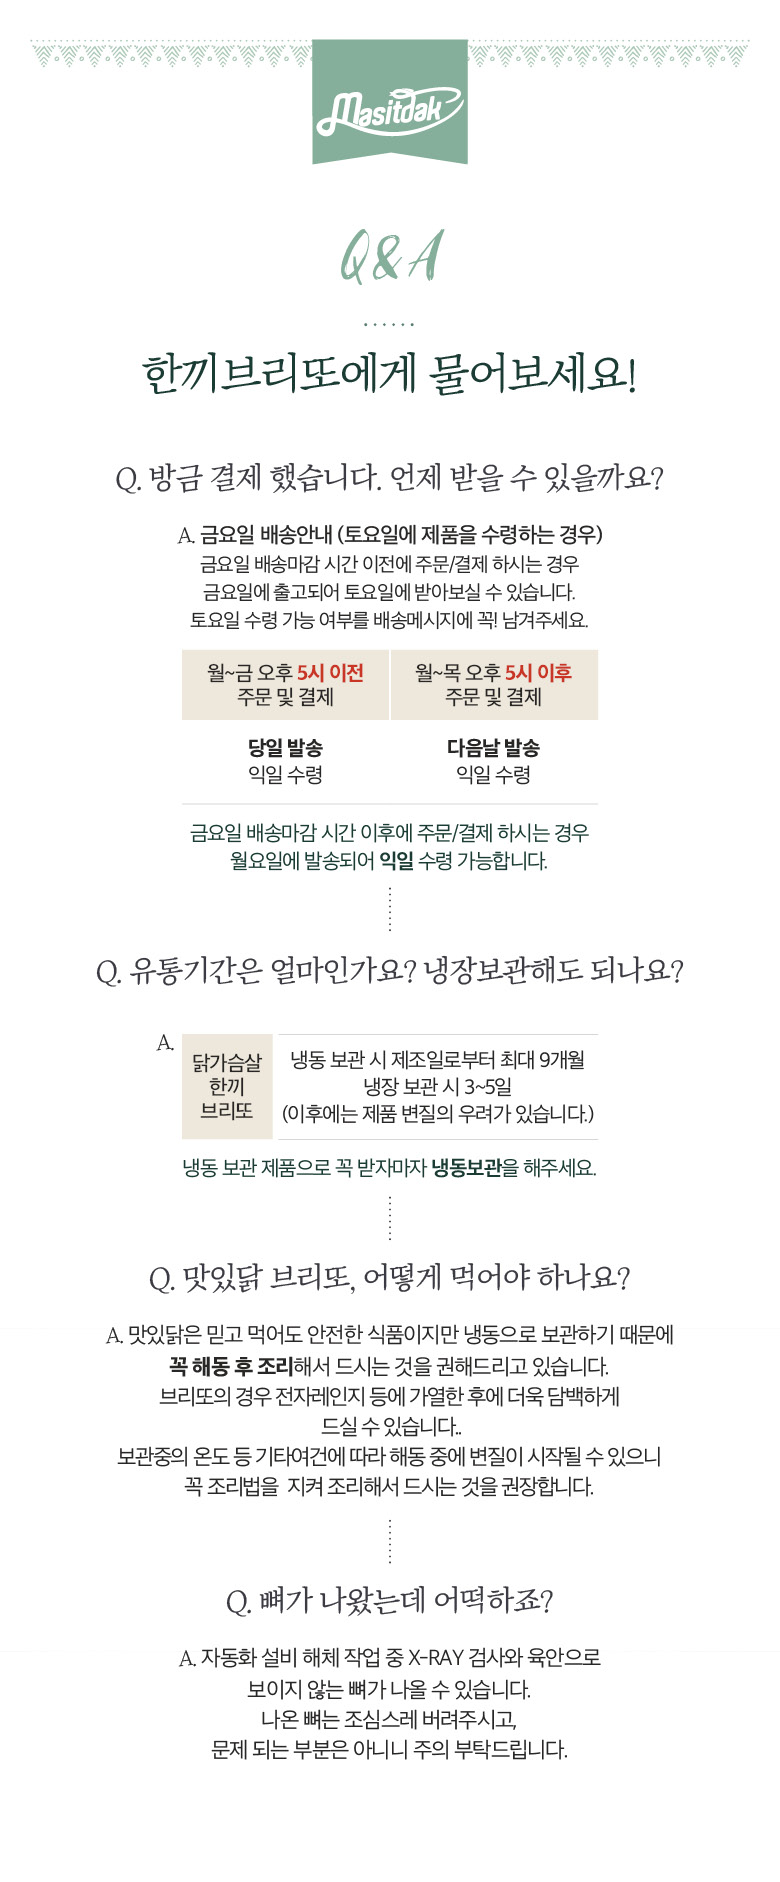 Masitdak
Q&A
한끼브리또에게 물어보세요!
Q. 방금 결제 했습니다. 언제 받을 수 있을까요?
A. 금요일 배송안내 (토요일에 제품을 수령하는 경우)
금요일 배송마감 시간 이전에 주문/결제 하시는 경우
금요일에 출고되어 토요일에 받아보실 수 있습니다.
토요일 수령 가능 여부를 배송메시지에 꼭! 남겨주세요.
월~금 오후 5시 이전
주문 및 결제
월~목 오후 5시 이후
주문 및 결제
당일 발송
익일 수령
다음날 발송
익일 수령
금요일 배송마감 시간 이후에 주문/결제 하시는 경우
월요일에 발송되어 익일 수령 가능합니다.
Q. 유통기간은 얼마인가요? 냉장보관해도 되나요?
A.
닭가슴살
한끼
브리또
냉동 보관 시 제조일로부터 최대 9개월
냉장 보관 시 3~5일
(이후에는 제품 변질의 우려가 있습니다.)
냉동 보관 제품으로 꼭 받자마자 냉동보관을 해주세요.
Q. 맛있닭 브리또, 어떻게 먹어야 하나요?
A. 맛있닭은 믿고 먹어도 안전한 식품이지만 냉동으로 보관하기 때문에
꼭 해동 후 조리해서 드시는 것을 권해드리고 있습니다.
브리또의 경우 전자레인지 등에 가열한 후에 더욱 담백하게
드실 수 있습니다..
보관중의 온도 등 기타여건에 따라 해동 중에 변질이 시작될 수 있으니
꼭 조리법을 지켜 조리해서 드시는 것을 권장합니다.
Q. 뼈가 나왔는데 어떡하죠?
A. 자동화 설비 해체 작업 중 X-RAY 검사와 육안으로
보이지 않는 뼈가 나올 수 있습니다.
나온 뼈는 조심스레 버려주시고,
문제 되는 부분은 아니니 주의 부탁드립니다.